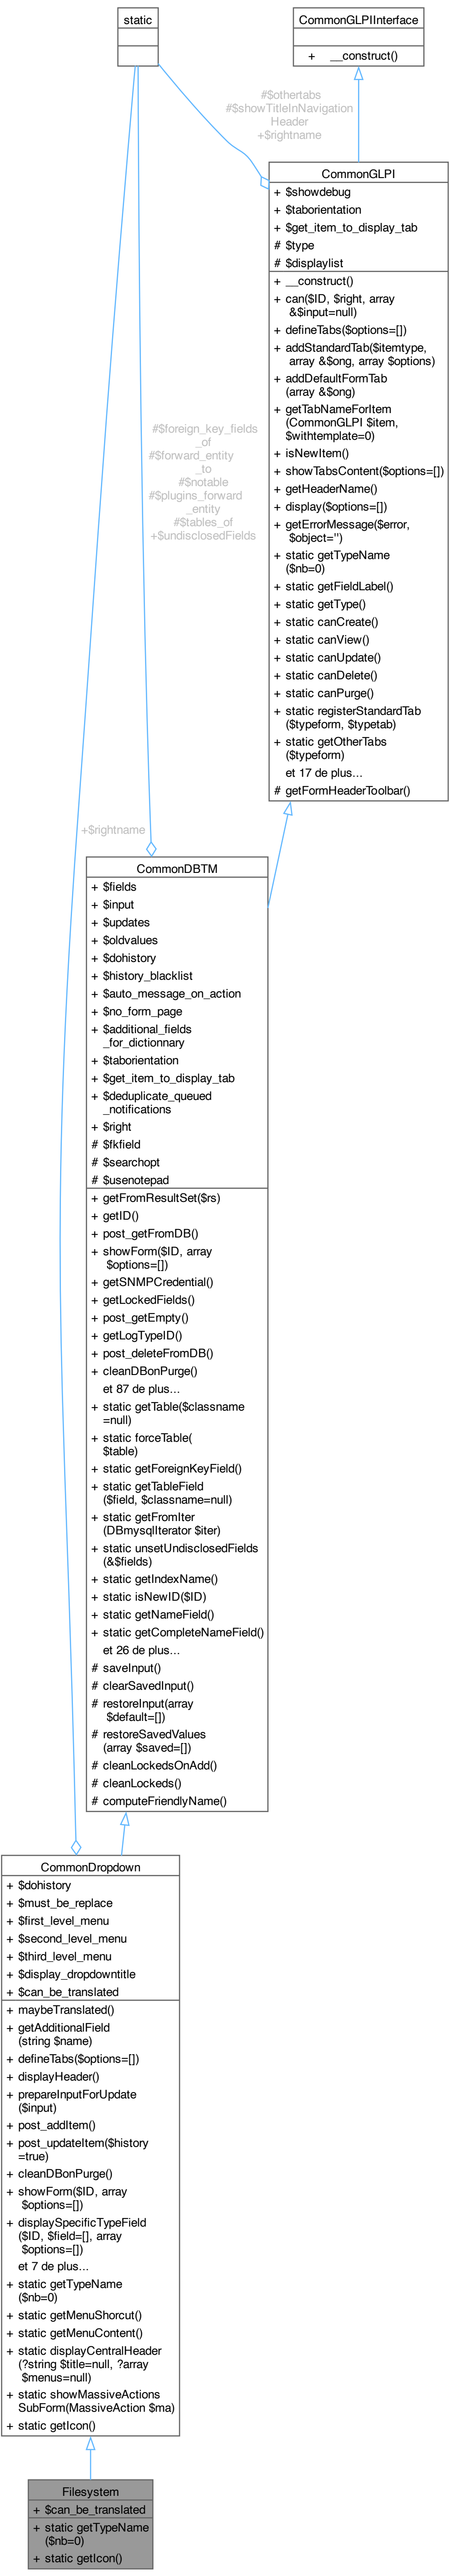 static
CommonGLPIInterface
+ __construct()
#$othertabs
#$showTitleInNavigation
Header
+$rightname
CommonGLPI
+ $showdebug
+ $taborientation
+ $get_item_to_display_tab
# $type
# $displaylist
+ __construct()
+ can($ID, $right, array
&$input=null)
+ defineTabs($options=[])
+ addStandardTab($itemtype,
array &$ong, array $options)
+ addDefaultFormTab
(array &$ong)
+ getTabNameForItem
(CommonGLPI $item,
$withtemplate=0)
+ isNewItem()
+ showTabsContent($options=[])
+ getHeaderName()
+ display($options=[])
+ getErrorMessage($error,
$object='')
+ static getTypeName
($nb=0)
+ static getFieldLabel()
+ static getType()
+ static canCreate()
+ static canView()
+ static canUpdate()
+ static canDelete()
+ static canPurge()
+ static registerStandardTab
($typeform, $typetab)
+ static getOtherTabs
($typeform)
et 17 de plus...
# getFormHeaderToolbar()
#$foreign_key_fields
_of
#$forward_entity
_to
#$notable
#$plugins_forward
_entity
#$tables_of
+$undisclosedFields
+$rightname
CommonDBTM
+ $fields
+ $input
+ $updates
+ $oldvalues
+ $dohistory
+ $history_blacklist
+ $auto_message_on_action
+ $no_form_page
+ $additional_fields
_for_dictionnary
+ $taborientation
+ $get_item_to_display_tab
+ $deduplicate_queued
_notifications
+ $right
# $fkfield
# $searchopt
# $usenotepad
+ getFromResultSet($rs)
+ getID()
+ post_getFromDB()
+ showForm($ID, array
$options=[])
+ getSNMPCredential()
+ getLockedFields()
+ post_getEmpty()
+ getLogTypeID()
+ post_deleteFromDB()
+ cleanDBonPurge()
et 87 de plus...
+ static getTable($classname
=null)
+ static forceTable(
$table)
+ static getForeignKeyField()
+ static getTableField
($field, $classname=null)
+ static getFromIter
(DBmysqlIterator $iter)
+ static unsetUndisclosedFields
(&$fields)
+ static getIndexName()
+ static isNewID($ID)
+ static getNameField()
+ static getCompleteNameField()
et 26 de plus...
# saveInput()
# clearSavedInput()
# restoreInput(array
$default=[])
# restoreSavedValues
(array $saved=[])
# cleanLockedsOnAdd()
# cleanLockeds()
# computeFriendlyName()
CommonDropdown
+ $dohistory
+ $must_be_replace
+ $first_level_menu
+ $second_level_menu
+ $third_level_menu
+ $display_dropdowntitle
+ $can_be_translated
+ maybeTranslated()
+ getAdditionalField
(string $name)
+ defineTabs($options=[])
+ displayHeader()
+ prepareInputForUpdate
($input)
+ post_addItem()
+ post_updateItem($history
=true)
+ cleanDBonPurge()
+ showForm($ID, array
$options=[])
+ displaySpecificTypeField
($ID, $field=[], array
$options=[])
et 7 de plus...
+ static getTypeName
($nb=0)
+ static getMenuShorcut()
+ static getMenuContent()
+ static displayCentralHeader
(?string $title=null, ?array
$menus=null)
+ static showMassiveActions
SubForm(MassiveAction $ma)
+ static getIcon()
Filesystem
+ $can_be_translated
+ static getTypeName
($nb=0)
+ static getIcon()